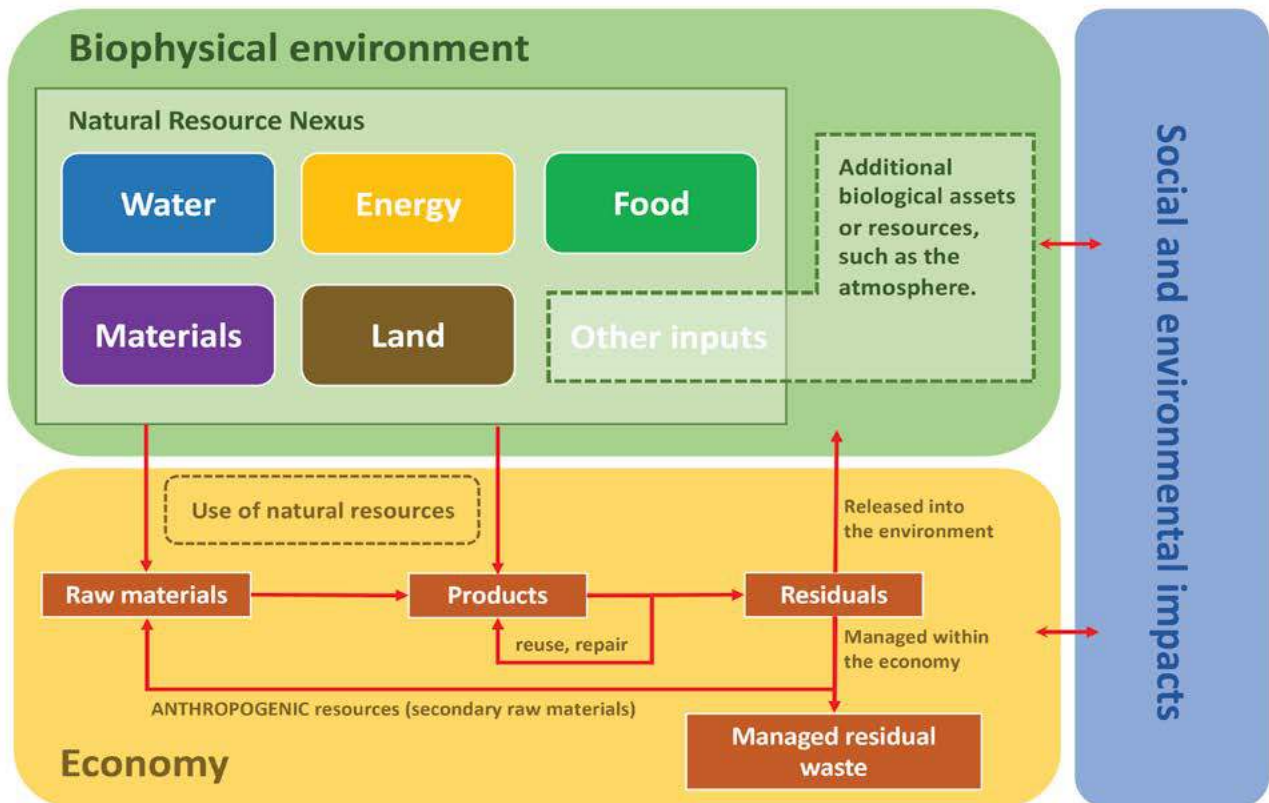 Biophysical environment
Natural Resource Nexus
Water
Energy
Food
Additional
biological assets
or resources,
such as the
atmosphere.
Materials
Land
Other inputs
Social and environmental impacts
Use of natural resources
Released into
the environment
Raw materials
Products
Residuals
reuse, repair
Managed within
the economy
ANTHROPOGENIC resources (secondary raw materials)
Managed residual
waste
Economy